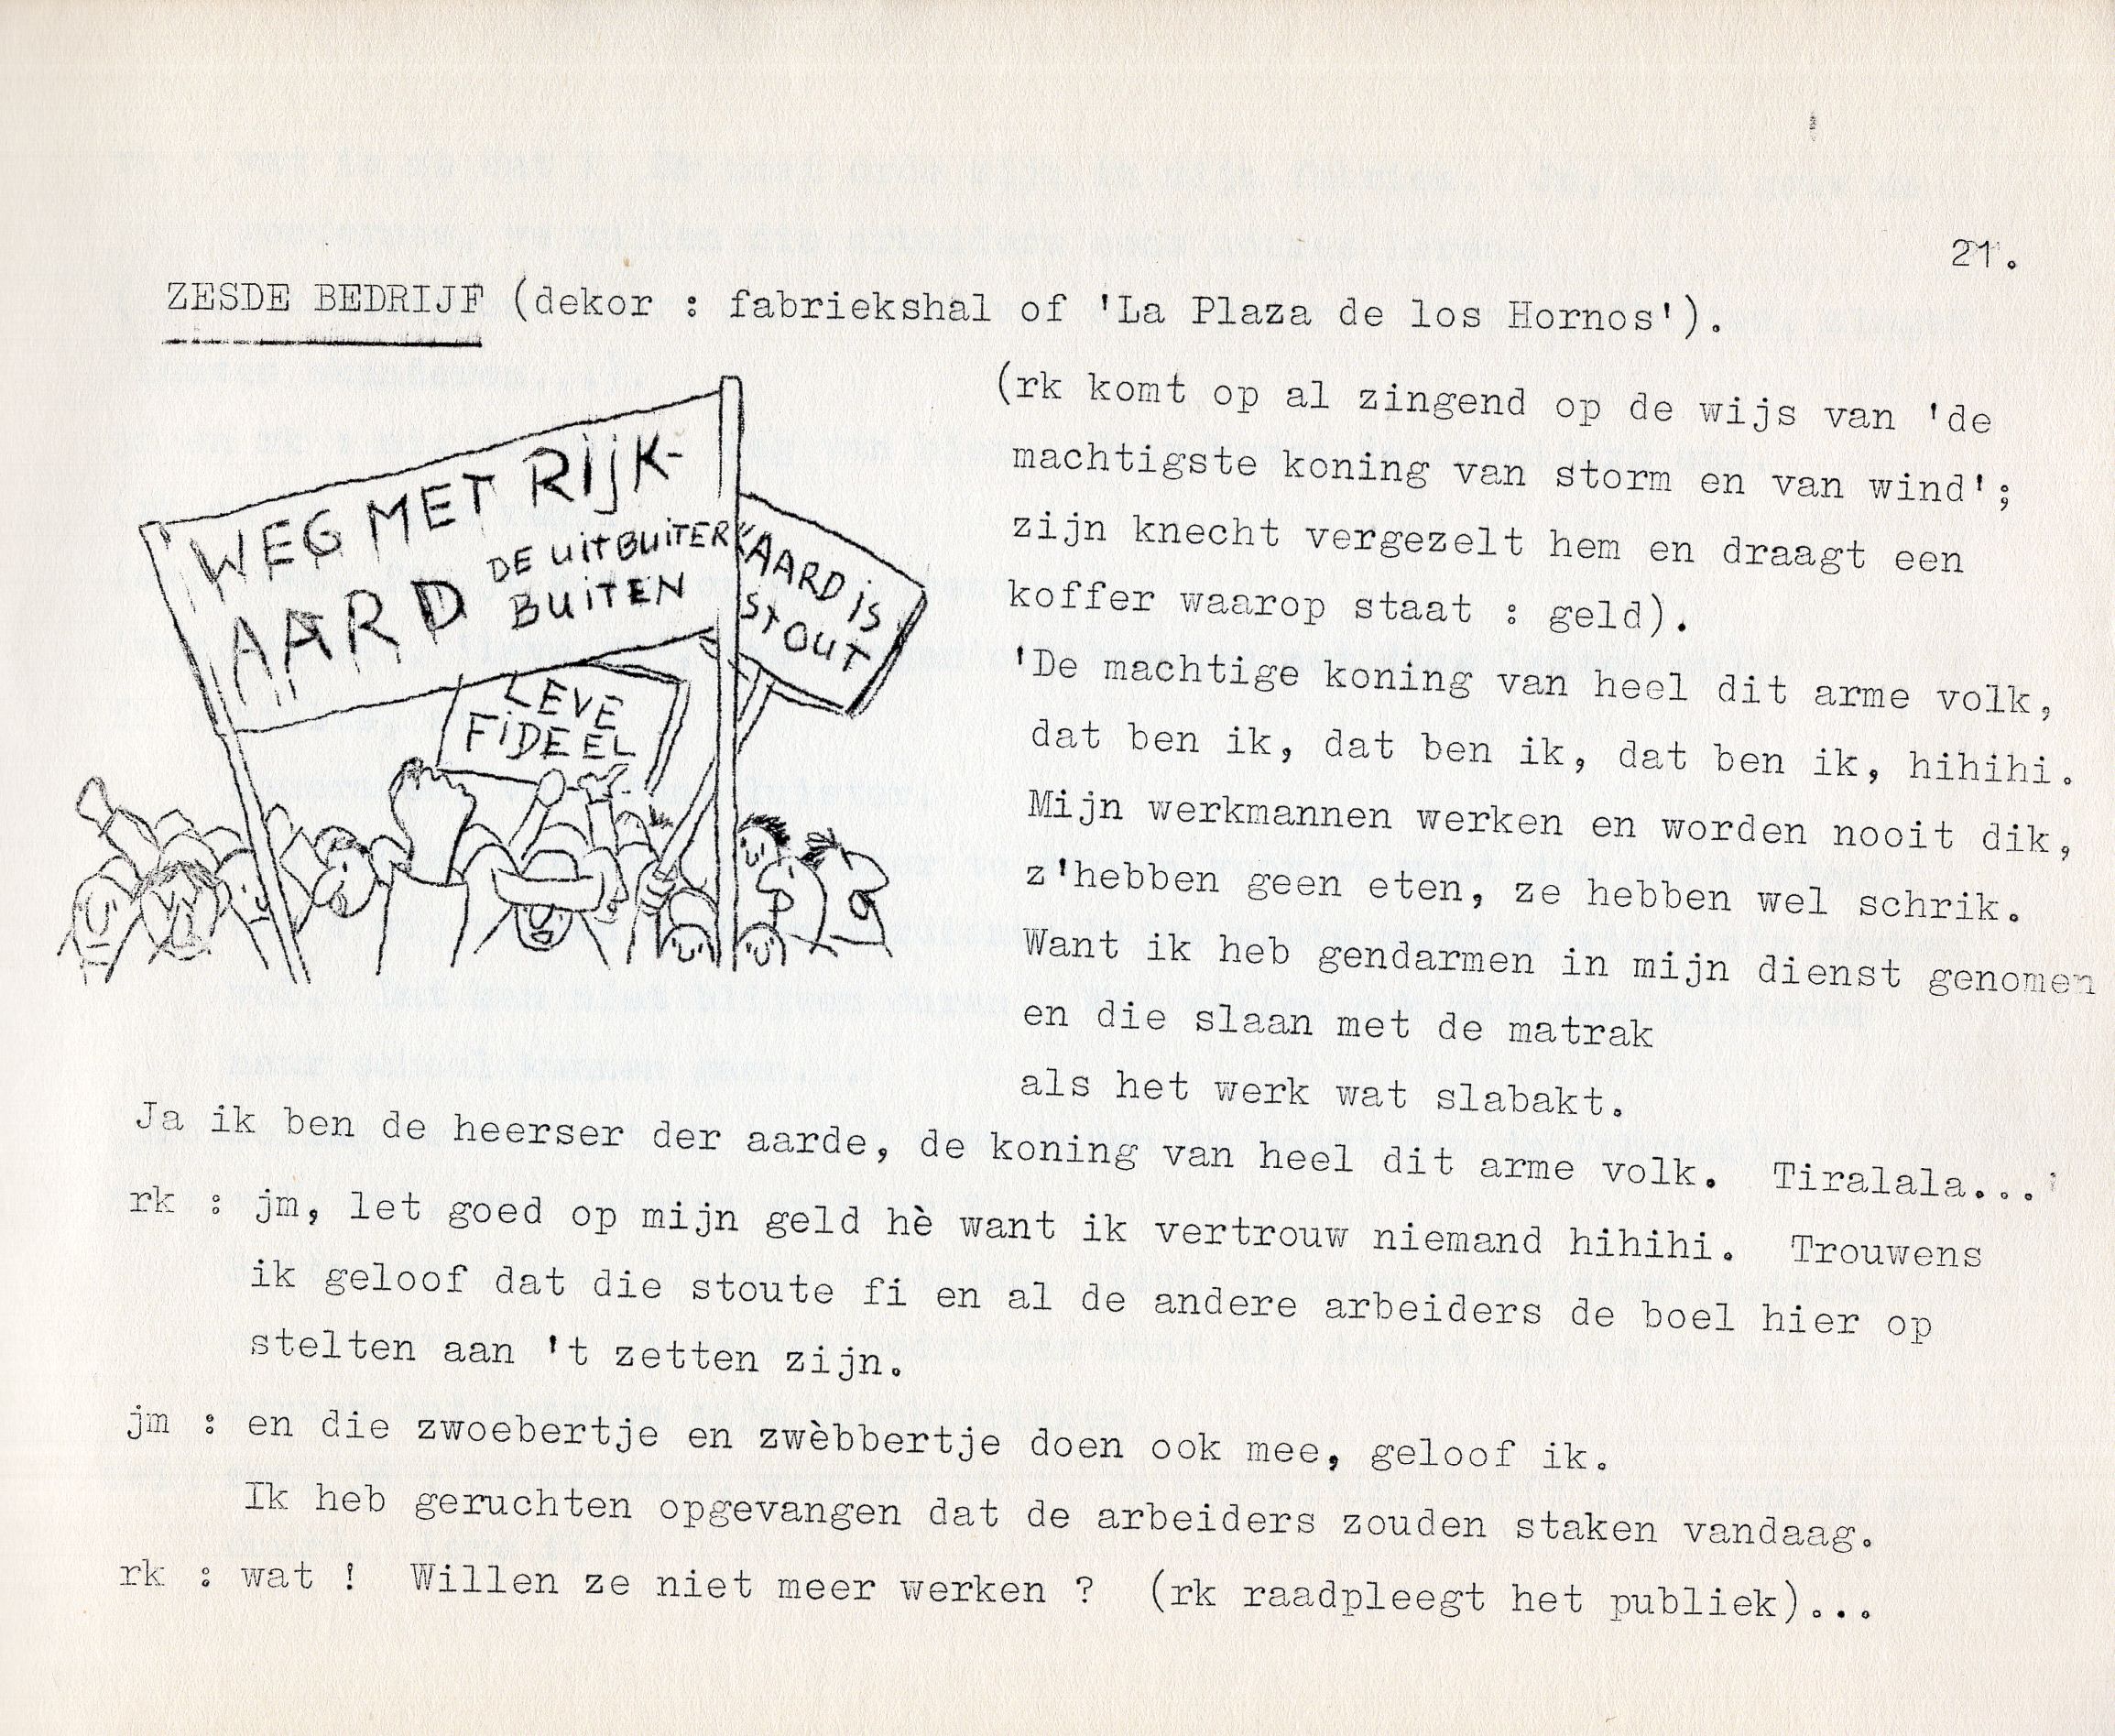 21.
ZESDE BEDRIJF (dekor : fabriekshal of 'La Plaza de los Hornos').
WEG MET RIJK-
AARD DE UITBUITER
BUITEN
K'AARD IS
STOUT
LEVE
FIDEEL
(rk komt op al zingend op de wijs van 'de
machtigste koning van storm en van wind';
zijn knecht vergezelt hem en draagt een
koffer waarop staat : geld).
'De machtige koning van heel dit arme volk,
dat ben ik, dat ben ik, dat ben ik, hihihi.
Mijn werkmannen werken en worden nooit dik,
z'hebben geen eten, ze hebben wel schrik.
Want ik heb gendarmen in mijn dienst genomen
en die slaan met de matrak
als het werk wat slabakt.
Ja ik ben de heerser der aarde, de koning van heel dit arme volk. Tiralala...'
rk : jm, let goed op mijn geld hè want ik vertrouw niemand hihihi. Trouwens
ik geloof dat die stoute fi en al de andere arbeiders de boel hier op
stelten aan 't zetten zijn.
jm : en die zwoebertje en zwèbbertje doen ook mee, geloof ik.
Ik heb geruchten opgevangen dat de arbeiders zouden staken vandaag.
rk : wat ! Willen ze niet meer werken ? (rk raadpleegt het publiek)...